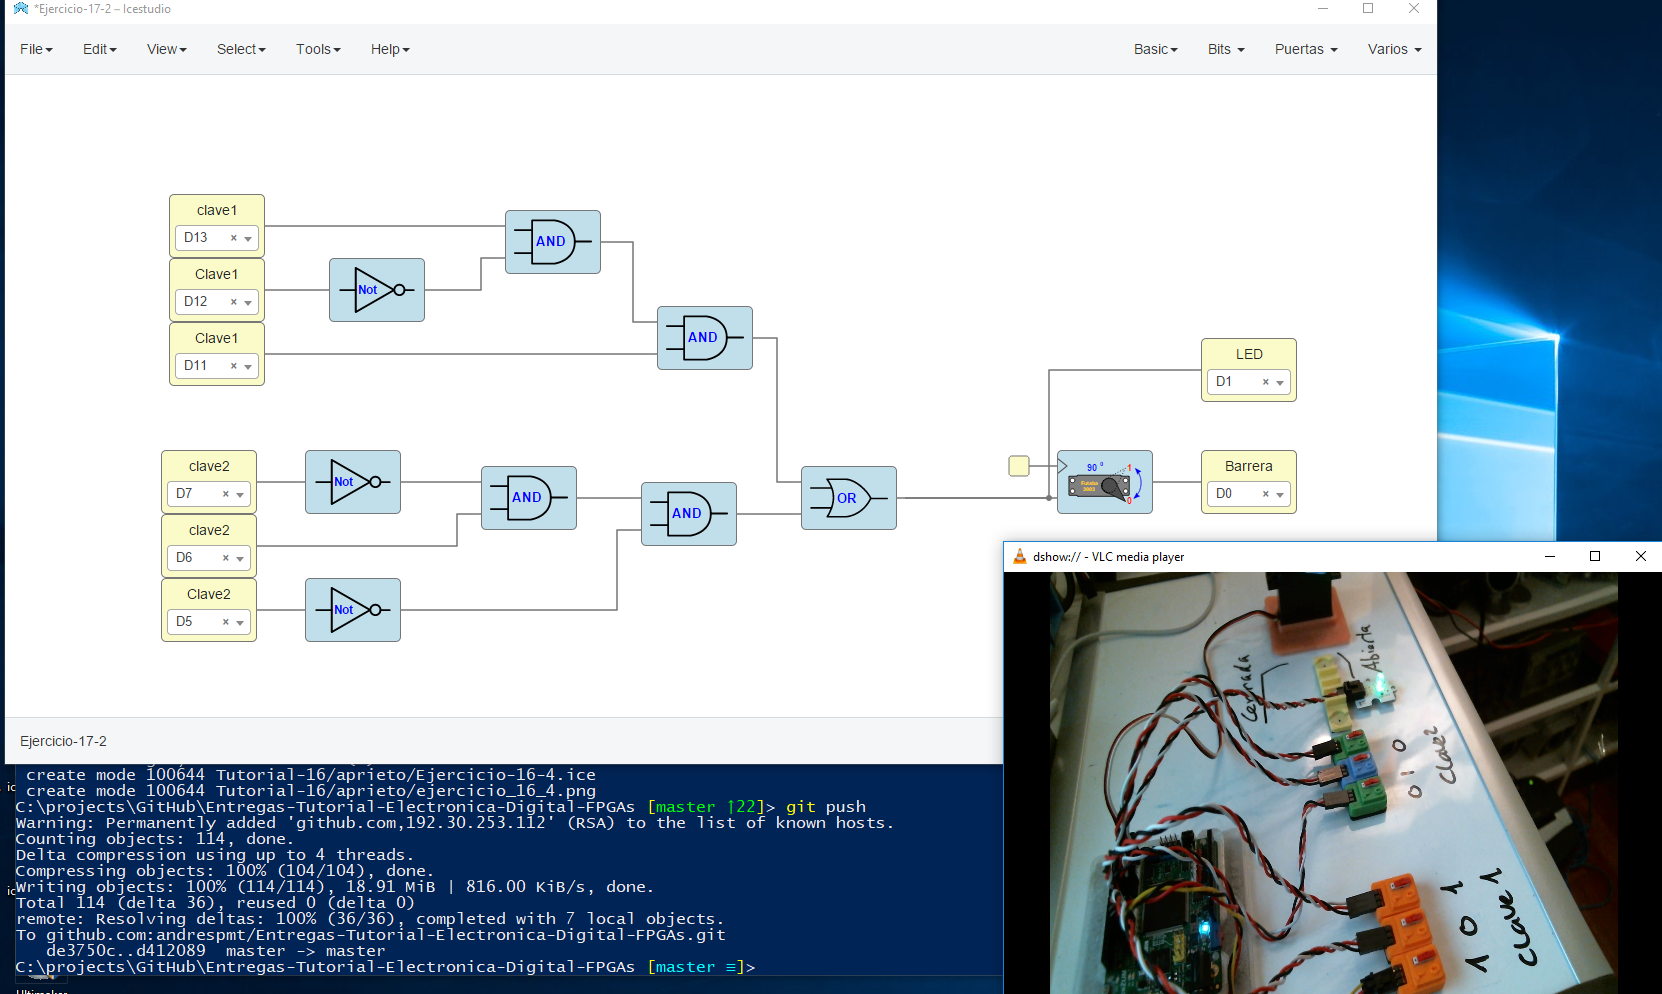 *Ejercicio-17-2 – Icestudio
File Edit View Select Tools Help Basic Bits Puertas Varios
clave1
D13 ×
Clave1
D12 ×
Clave1
D11 ×
Not
AND
AND
clave2
D7 ×
clave2
D6 ×
Clave2
D5 ×
Not
Not
AND
AND
OR
LED
D1 ×
90 º
1
Futaba
3003
0
Barrera
D0 ×
Ejercicio-17-2
dshow:// - VLC media player
Cerrada
Abierta
0
1
0
Clave2
1
0
1
Clave1
create mode 100644 Tutorial-16/aprieto/Ejercicio-16-4.ice
create mode 100644 Tutorial-16/aprieto/ejercicio_16_4.png
C:\projects\GitHub\Entregas-Tutorial-Electronica-Digital-FPGAs [master ↑22]> git push
Warning: Permanently added 'github.com,192.30.253.112' (RSA) to the list of known hosts.
Counting objects: 114, done.
Delta compression using up to 4 threads.
Compressing objects: 100% (104/104), done.
Writing objects: 100% (114/114), 18.91 MiB | 816.00 KiB/s, done.
Total 114 (delta 36), reused 0 (delta 0)
remote: Resolving deltas: 100% (36/36), completed with 7 local objects.
To github.com:andrespmt/Entregas-Tutorial-Electronica-Digital-FPGAs.git
de3750c..d412089  master -> master
C:\projects\GitHub\Entregas-Tutorial-Electronica-Digital-FPGAs [master ≡]>